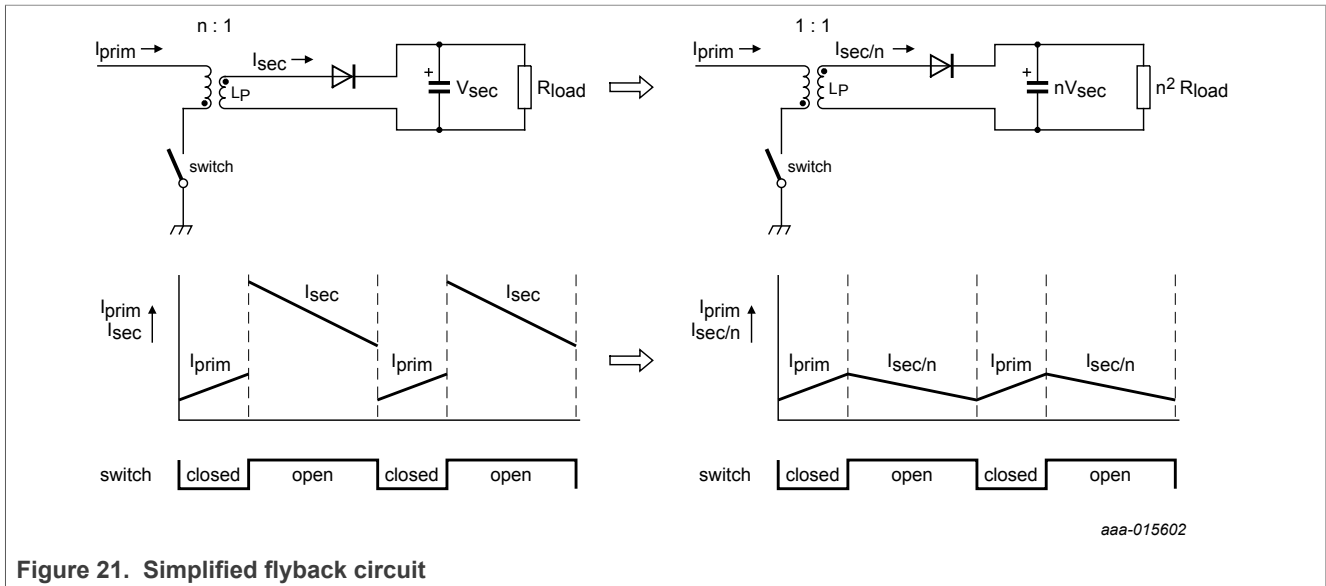 n : 1
Iprim
Isec
LP
+
Vsec
Rload
switch
1 : 1
Iprim
Isec/n
LP
+
nVsec
n2 Rload
switch
Iprim
Isec
Iprim
Isec
Iprim
Isec
switch
closed
open
closed
open
Iprim
Isec/n
Iprim
Isec/n
Iprim
Isec/n
switch
closed
open
closed
open
aaa-015602
Figure 21. Simplified flyback circuit